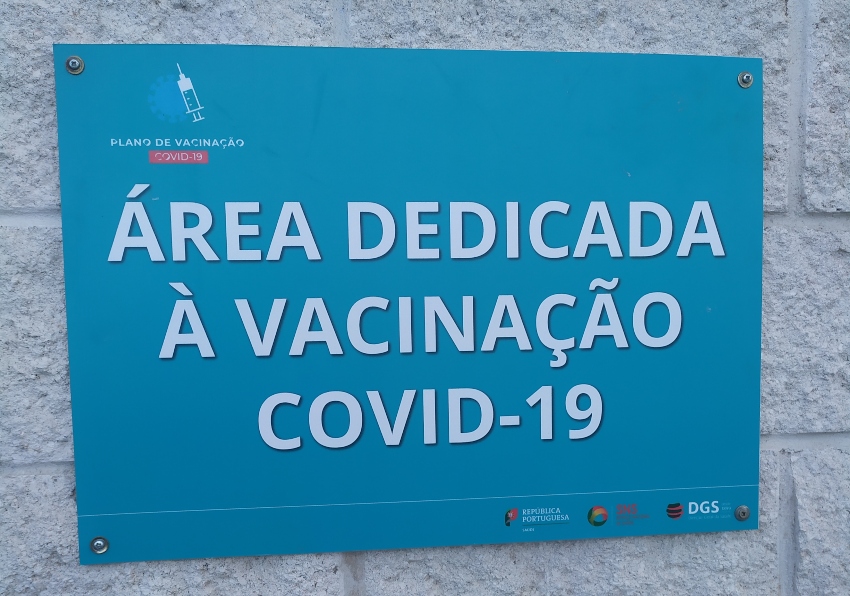 PLANO DE VACINAÇÃO
COVID-19
ÁREA DEDICADA
À VACINAÇÃO
COVID-19
REPÚBLICA
PORTUGUESA
DGS